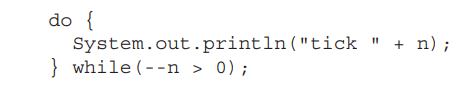 do {
System.out.println("tick " + n);
} while(--n > 0);